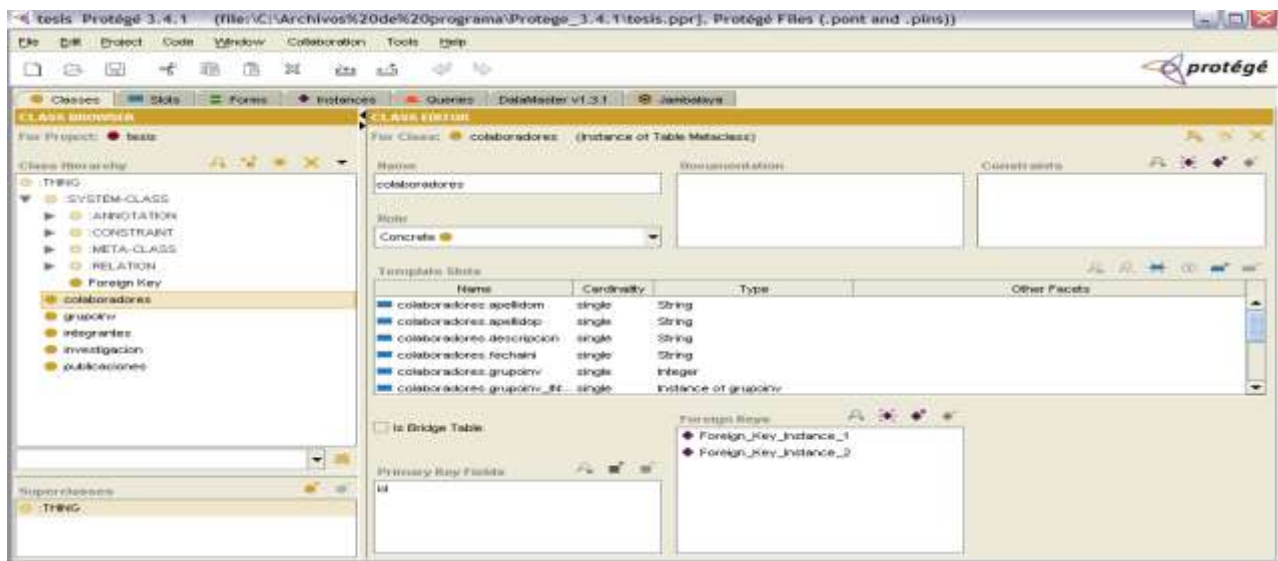 tesis Protégé 3.4.1 (file:\C:\Archivos%20de%20programa\Protege_3.4.1\tesis.pprj, Protégé Files (.pont and .pins))
File Edit Project Code Window Collaboration Tools Help
protégé
Classes Slots Forms Instances Queries DataMaster v1.3.1 Jambalaya
CLASS BROWSER
For Project: tesis
Class Hierarchy
:THING
:SYSTEM-CLASS
:ANNOTATION
:CONSTRAINT
:META-CLASS
:RELATION
Foreign Key
colaboradores
grupoinv
integrantes
investigacion
publicaciones
Superclasses
:THING
CLASS EDITOR
For Class: colaboradores (instance of Table Metaclass)
Name
colaboradores
Role
Concrete
Documentation
Constraints
Template Slots
Name Cardinality Type Other Facets
colaboradores.apellidom single String
colaboradores.apellidop single String
colaboradores.descripcion single String
colaboradores.fechaini single String
colaboradores.grupoinv single Integer
colaboradores.grupoinv_IN... single Instance of grupoinv
Is Bridge Table
Primary Key Fields
id
Foreign Keys
Foreign_Key_Instance_1
Foreign_Key_Instance_2